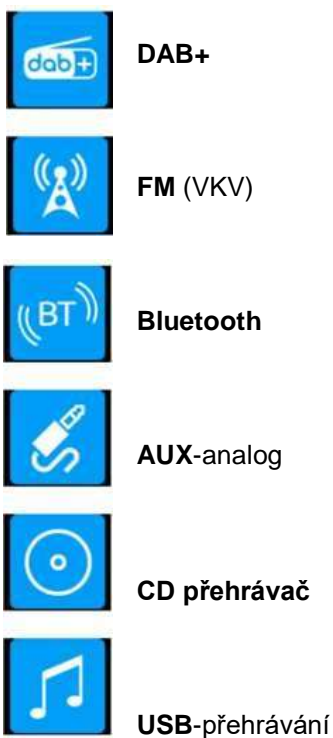 dab+ DAB+
FM (VKV)
((BT)) Bluetooth
AUX-analog
CD přehrávač
USB-přehrávání